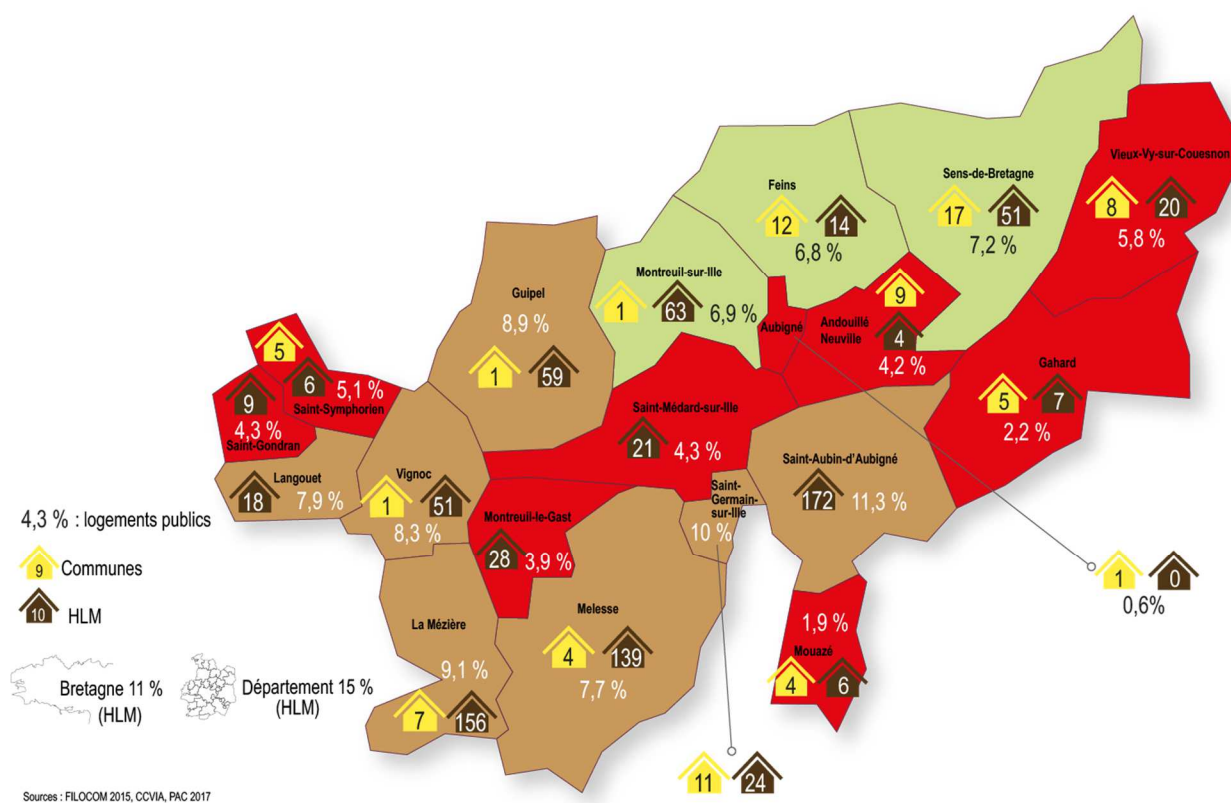 Vieux-Vy-sur-Couesnon
8
20
5,8 %
Sens-de-Bretagne
17
51
7,2 %
Feins
12
14
6,8 %
Montreuil-sur-Ille
1
63
6,9 %
Guipel
8,9 %
1
59
Aubigné
9
Andouillé
Neuville
4
4,2 %
Gahard
5
7
2,2 %
5
6
5,1 %
Saint-Symphorien
9
4,3 %
Saint-Gondran
Saint-Médard-sur-Ille
21
4,3 %
Saint-Aubin-d'Aubigné
172
11,3 %
Langouet
18
7,9 %
Vignoc
1
51
8,3 %
Saint-
Germain-
sur-Ille
10 %
Montreuil-le-Gast
28
3,9 %
4,3 % : logements publics
9
Communes
10
HLM
Bretagne 11 %
(HLM)
Département 15 %
(HLM)
La Mézière
9,1 %
7
156
Melesse
4
139
7,7 %
1
0
0,6%
1,9 %
Mouazé
4
6
11
24
Sources : FILOCOM 2015, CCVIA, PAC 2017